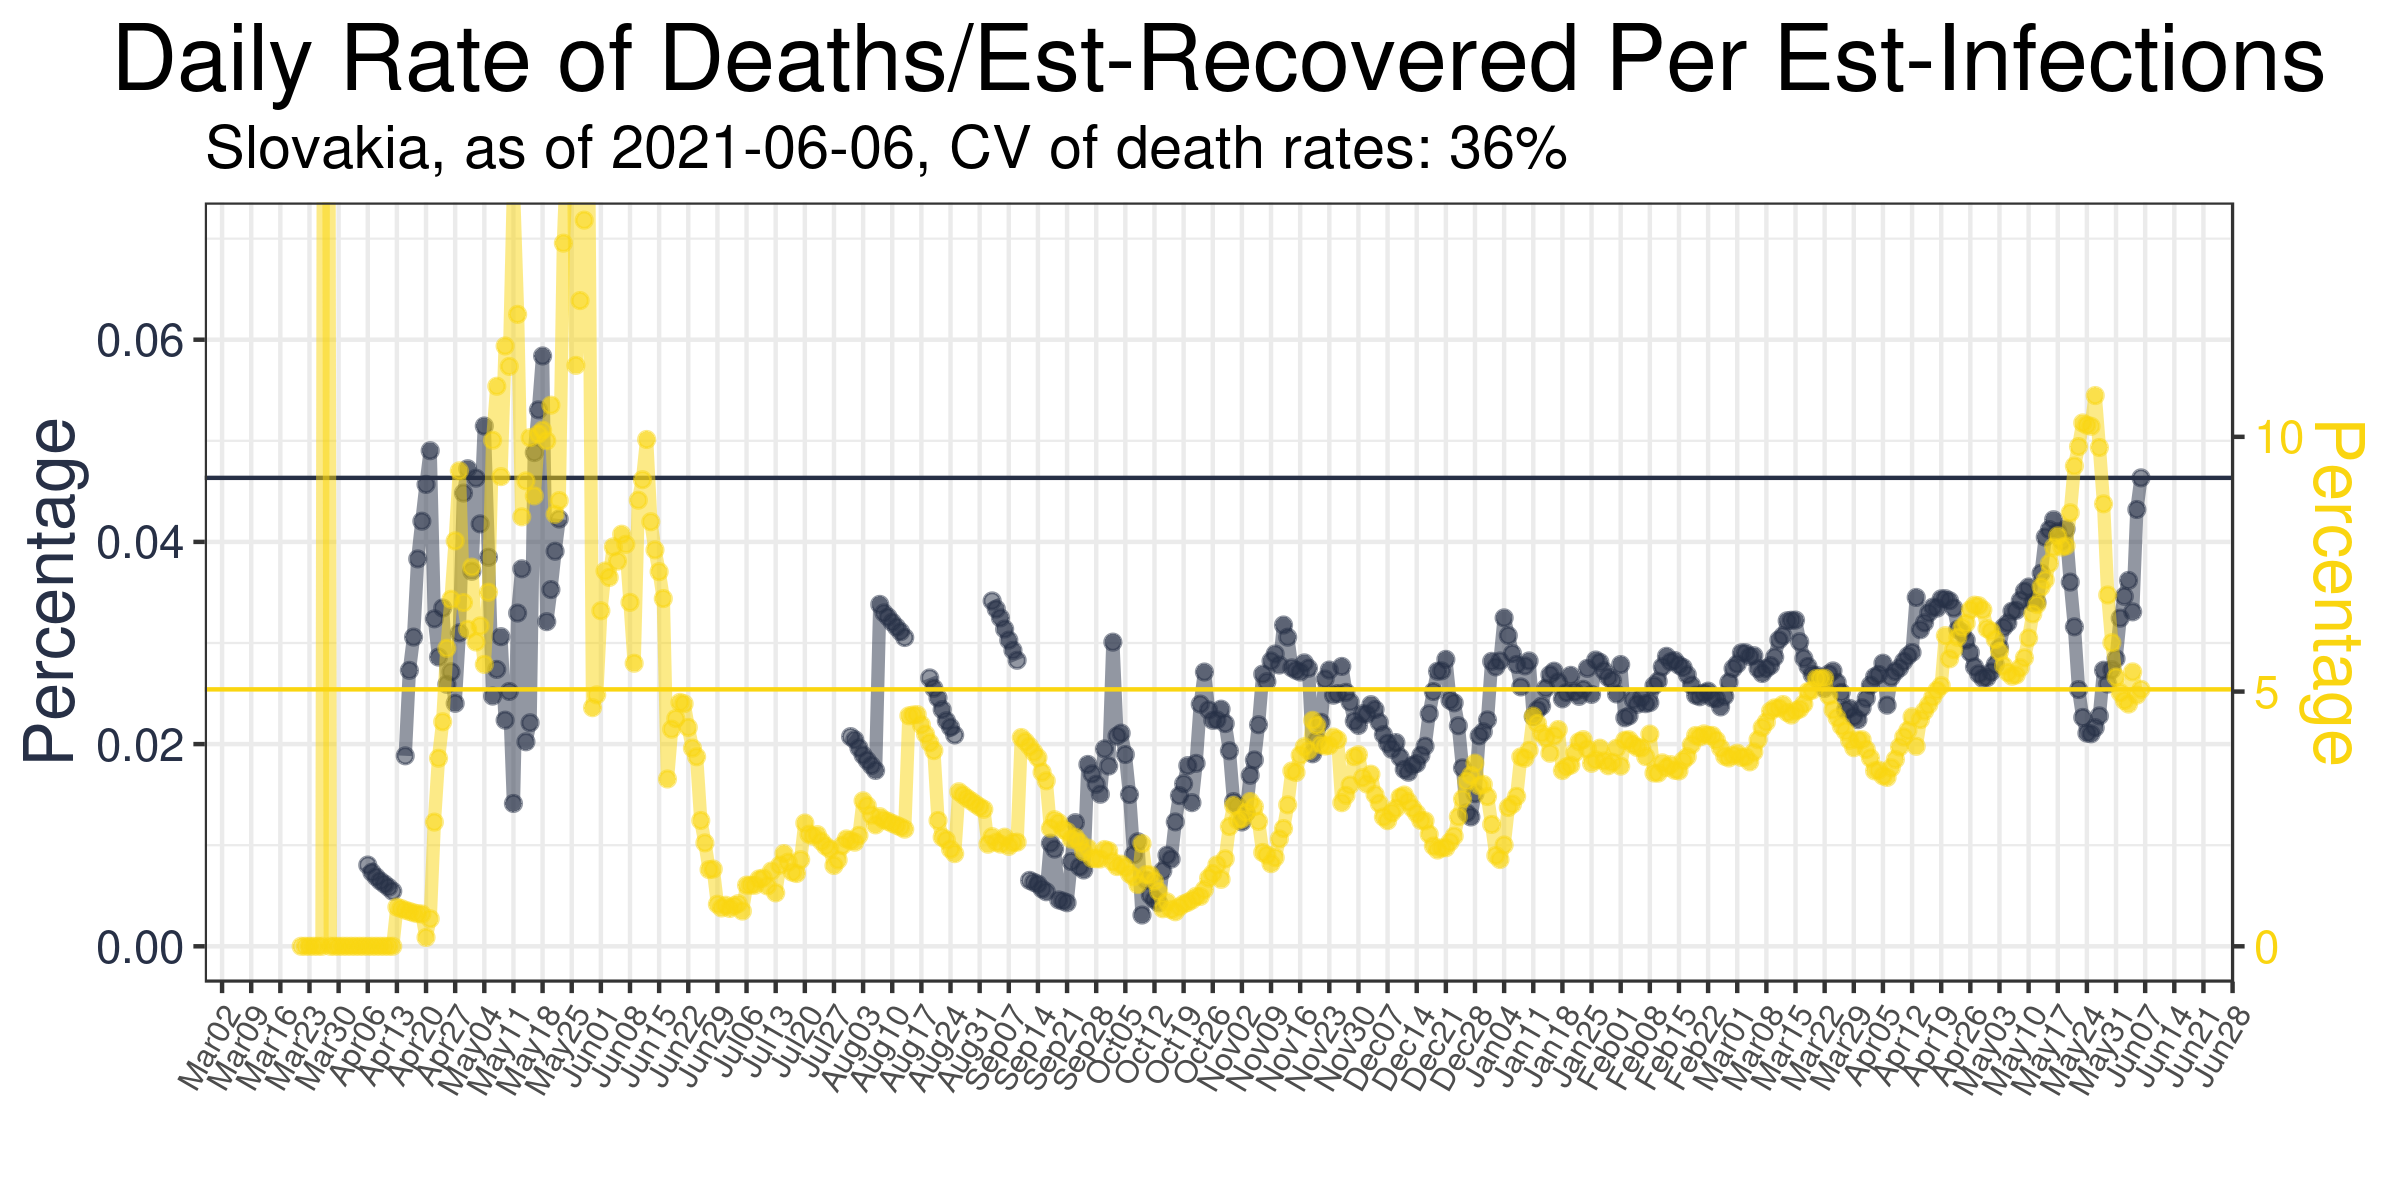 Daily Rate of Deaths/Est-Recovered Per Est-Infections
Slovakia, as of 2021-06-06, CV of death rates: 36%
Percentage
0.06
0.04
0.02
0.00
10
5
0
Percentage
Mar02
Mar09
Mar16
Mar23
Mar30
Apr06
Apr13
Apr20
Apr27
May04
May11
May18
May25
Jun01
Jun08
Jun15
Jun22
Jun29
Jul06
Jul13
Jul20
Jul27
Aug03
Aug10
Aug17
Aug24
Aug31
Sep07
Sep14
Sep21
Sep28
Oct05
Oct12
Oct19
Oct26
Nov02
Nov09
Nov16
Nov23
Nov30
Dec07
Dec14
Dec21
Dec28
Jan04
Jan11
Jan18
Jan25
Feb01
Feb08
Feb15
Feb22
Mar01
Mar08
Mar15
Mar22
Mar29
Apr05
Apr12
Apr19
Apr26
May03
May10
May17
May24
May31
Jun07
Jun14
Jun21
Jun28